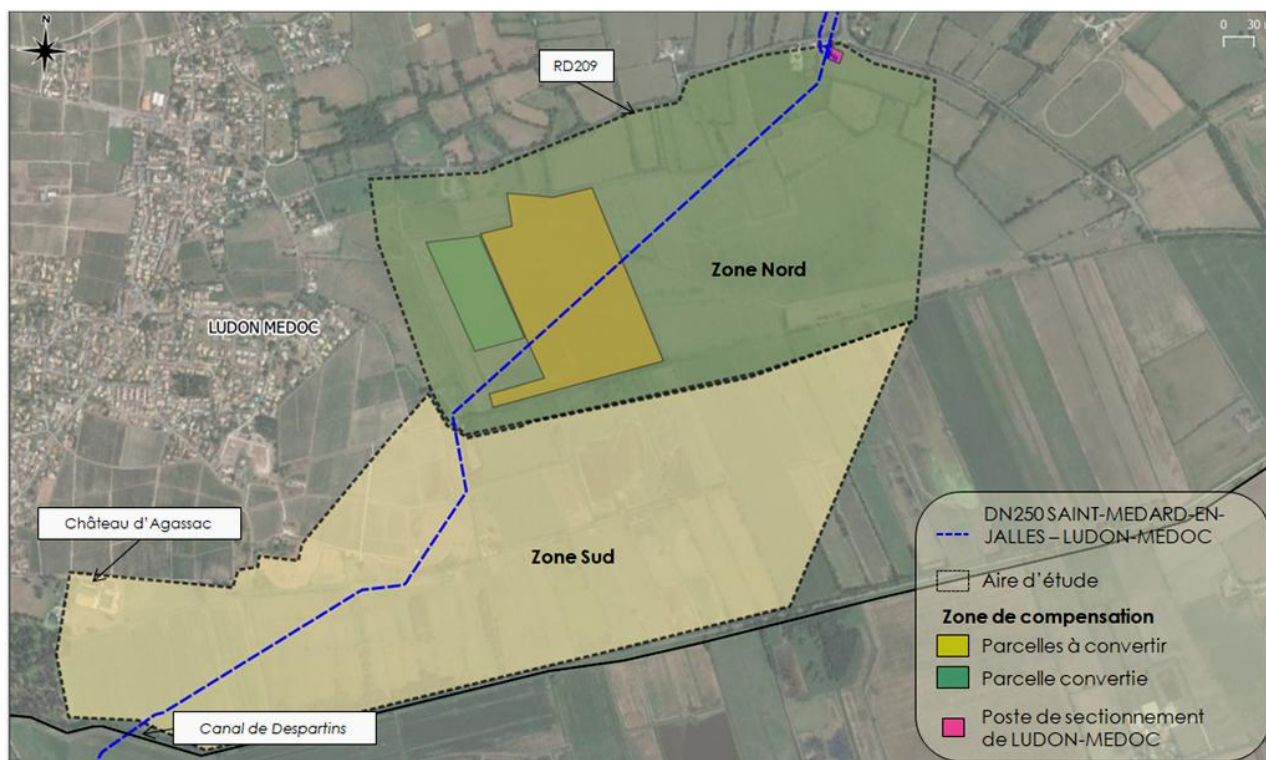 N
0 30
RD209
Zone Nord
LUDON MEDOC
Château d'Agassac
Zone Sud
Canal de Despartins
DN250 SAINT-MEDARD-EN-
JALLES – LUDON-MEDOC
Aire d'étude
Zone de compensation
Parcelles à convertir
Parcelle convertie
Poste de sectionnement
de LUDON-MEDOC